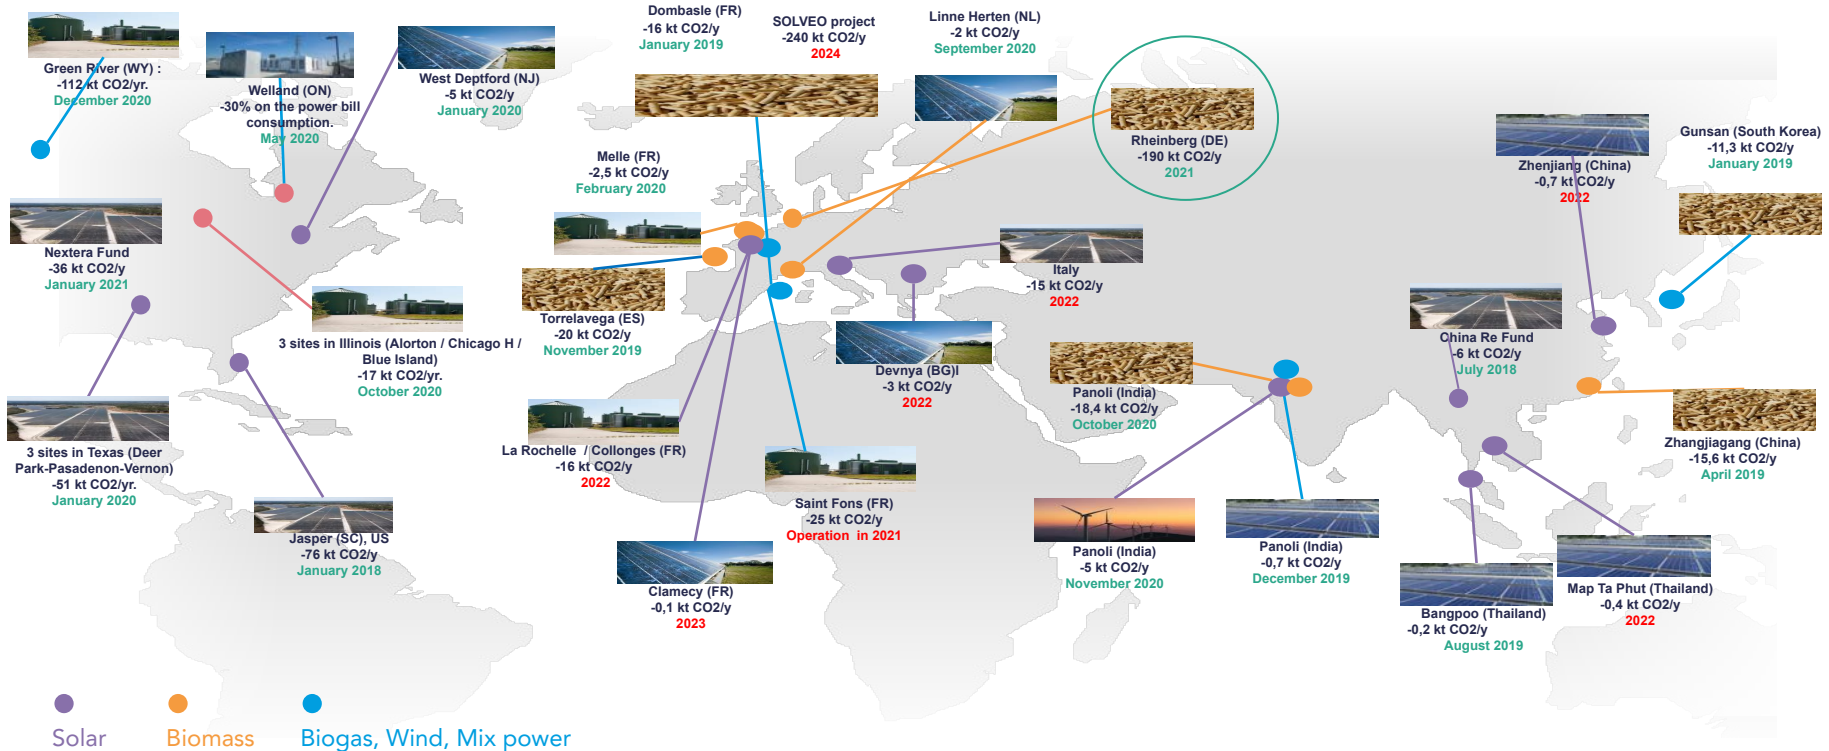 Green River (WY) :
-112 kt CO2/yr.
December 2020
Welland (ON)
-30% on the power bill
consumption.
May 2020
West Deptford (NJ)
-5 kt CO2/y
January 2020
Dombasle (FR)
-16 kt CO2/y
January 2019
SOLVEO project
-240 kt CO2/y
2024
Linne Herten (NL)
-2 kt CO2/y
September 2020
Rheinberg (DE)
-190 kt CO2/y
2021
Zhenjiang (China)
-0,7 kt CO2/y
2022
Gunsan (South Korea)
-11,3 kt CO2/y
January 2019
Melle (FR)
-2,5 kt CO2/y
February 2020
Nextera Fund
-36 kt CO2/y
January 2021
Torrelavega (ES)
-20 kt CO2/y
November 2019
Italy
-15 kt CO2/y
2022
3 sites in Illinois (Alorton / Chicago H /
Blue Island)
-17 kt CO2/yr.
October 2020
Devnya (BG)l
-3 kt CO2/y
2022
Panoli (India)
-18,4 kt CO2/y
October 2020
China Re Fund
-6 kt CO2/y
July 2018
3 sites in Texas (Deer
Park-Pasadenon-Vernon)
-51 kt CO2/yr.
January 2020
La Rochelle / Collonges (FR)
-16 kt CO2/y
2022
Zhangjiagang (China)
-15,6 kt CO2/y
April 2019
Jasper (SC), US
-76 kt CO2/y
January 2018
Saint Fons (FR)
-25 kt CO2/y
Operation in 2021
Panoli (India)
-5 kt CO2/y
November 2020
Panoli (India)
-0,7 kt CO2/y
December 2019
Clamecy (FR)
-0,1 kt CO2/y
2023
Bangpoo (Thailand)
-0,2 kt CO2/y
August 2019
Map Ta Phut (Thailand)
-0,4 kt CO2/y
2022
Solar
Biomass
Biogas, Wind, Mix power